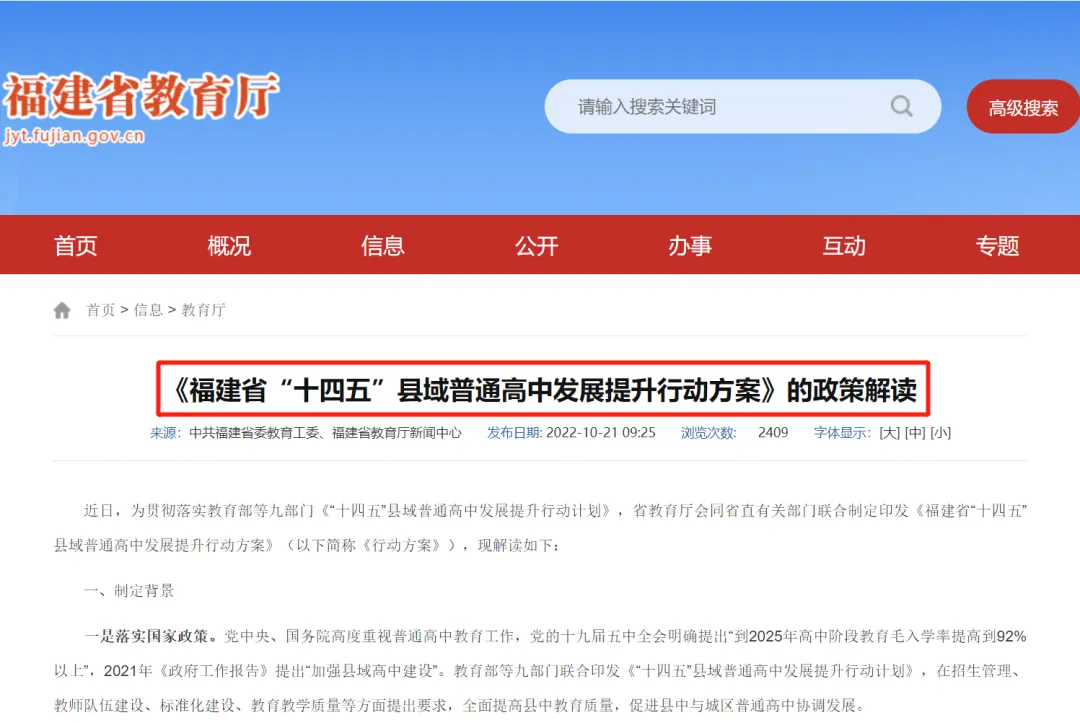 福建省教育厅
jyt.fujian.gov.cn
请输入搜索关键词
高级搜索
首页 概况 信息 公开 办事 互动 专题
首页 > 信息 > 教育厅
《福建省“十四五”县域普通高中发展提升行动方案》的政策解读
来源：中共福建省委教育工委、福建省教育厅新闻中心 发布日期: 2022-10-21 09:25 浏览次数: 2409 字体显示：[大] [中] [小]
近日，为贯彻落实教育部等九部门《“十四五”县域普通高中发展提升行动计划》，省教育厅会同省直有关部门联合制定印发《福建省“十四五”
县域普通高中发展提升行动方案》（以下简称《行动方案》），现解读如下：
一、制定背景
一是落实国家政策。党中央、国务院高度重视普通高中教育工作，党的十九届五中全会明确提出“到2025年高中阶段教育毛入学率提高到92%
以上”，2021年《政府工作报告》提出“加强县域高中建设”。教育部等九部门联合印发《“十四五”县域普通高中发展提升行动计划》，在招生管理、
教师队伍建设、标准化建设、教育教学质量等方面提出要求，全面提高县中教育质量，促进县中与城区普通高中协调发展。